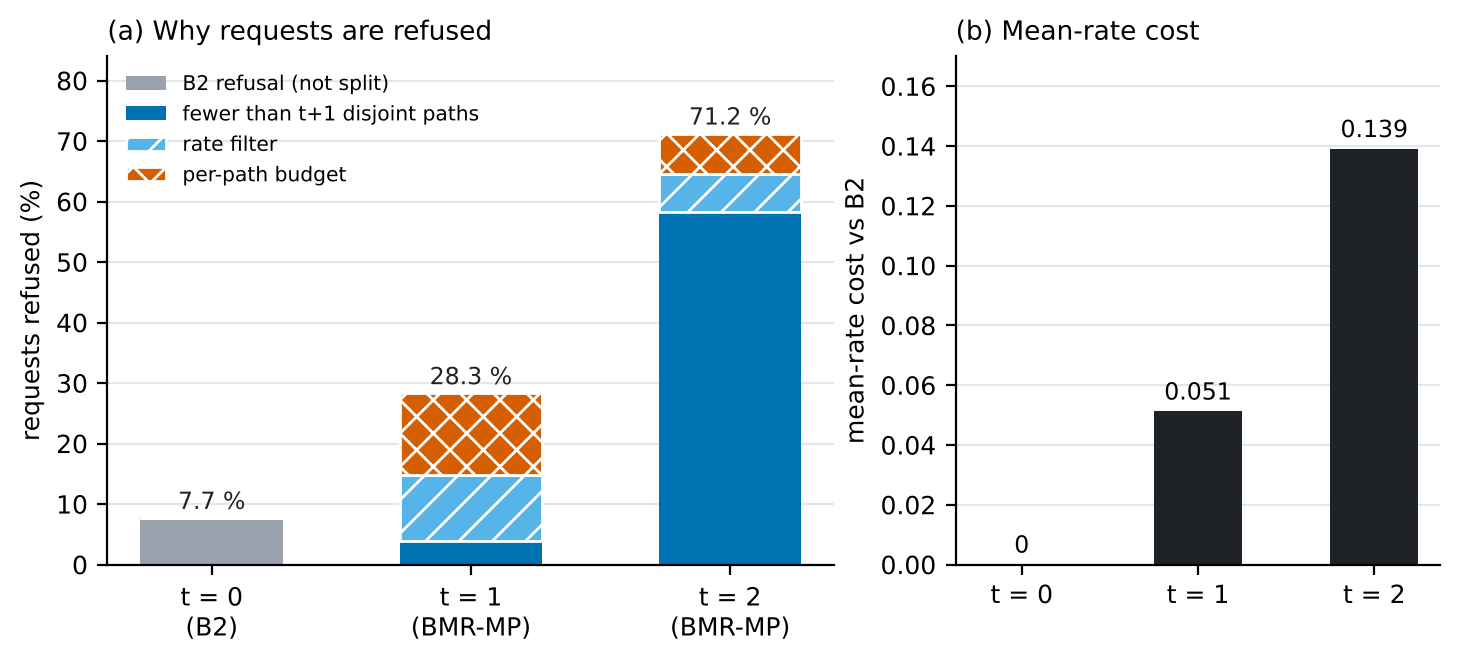 (a) Why requests are refused
requests refused (%)
80
70
60
50
40
30
20
10
0
B2 refusal (not split)
fewer than t+1 disjoint paths
rate filter
per-path budget
7.7 %
28.3 %
71.2 %
t = 0
(B2)
t = 1
(BMR-MP)
t = 2
(BMR-MP)
(b) Mean-rate cost
mean-rate cost vs B2
0.16
0.14
0.12
0.10
0.08
0.06
0.04
0.02
0.00
0
0.051
0.139
t = 0
t = 1
t = 2